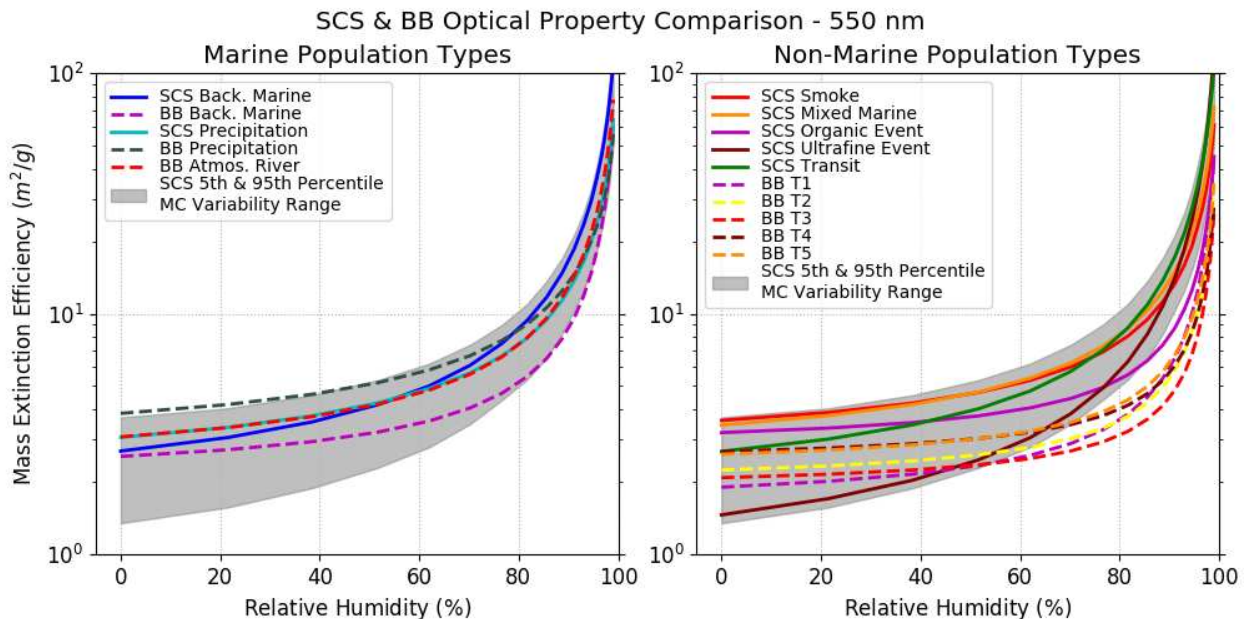 SCS & BB Optical Property Comparison - 550 nm
Marine Population Types
Mass Extinction Efficiency (m²/g)
10²
10¹
10⁰
SCS Back. Marine
BB Back. Marine
SCS Precipitation
BB Precipitation
BB Atmos. River
SCS 5th & 95th Percentile
MC Variability Range
0 20 40 60 80 100
Relative Humidity (%)
Non-Marine Population Types
10²
10¹
10⁰
SCS Smoke
SCS Mixed Marine
SCS Organic Event
SCS Ultrafine Event
SCS Transit
BB T1
BB T2
BB T3
BB T4
BB T5
SCS 5th & 95th Percentile
MC Variability Range
0 20 40 60 80 100
Relative Humidity (%)